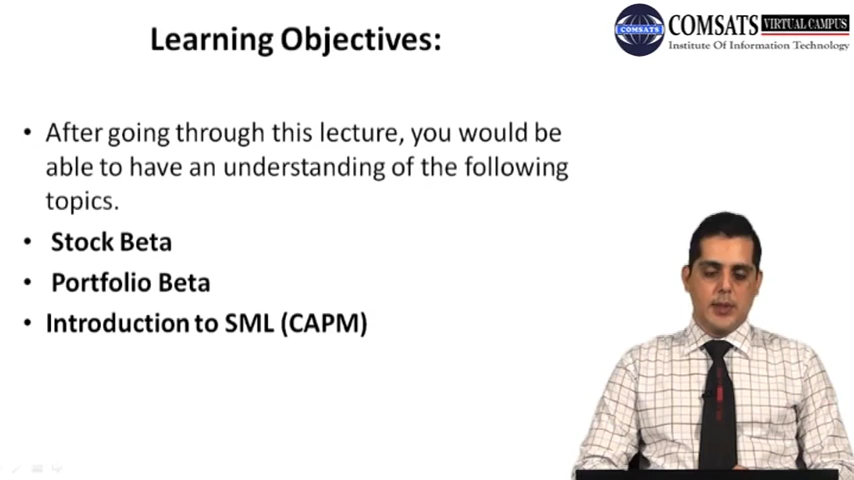 Learning Objectives:
COMSATS
COMSATS VIRTUAL CAMPUS
Institute Of Information Technology
• After going through this lecture, you would be
able to have an understanding of the following
topics.
• Stock Beta
• Portfolio Beta
• Introduction to SML (CAPM)